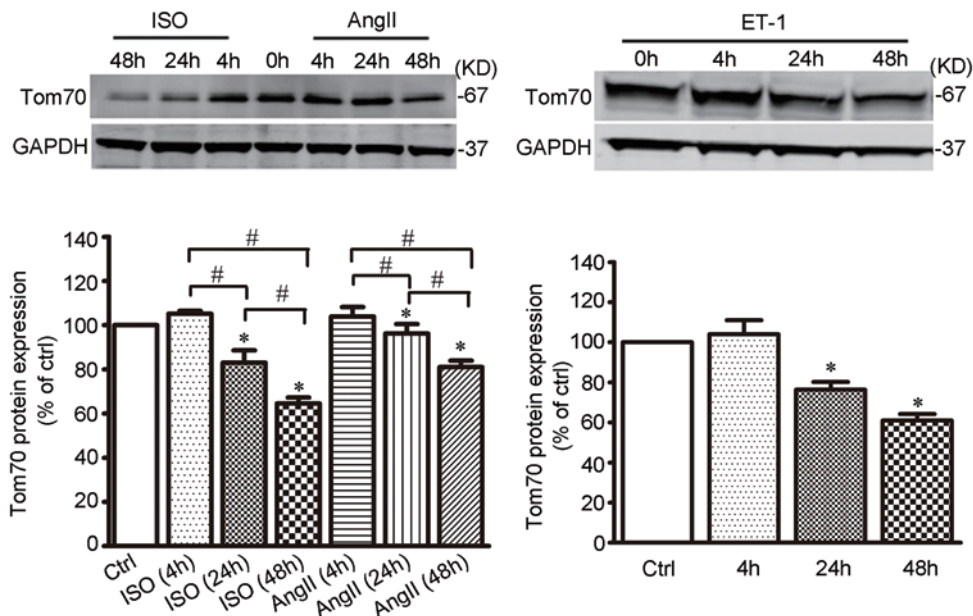 ISO AngII
48h 24h 4h 0h 4h 24h 48h (KD)
Tom70 -67
GAPDH -37
ET-1
0h 4h 24h 48h (KD)
Tom70 -67
GAPDH -37
Tom70 protein expression
(% of ctrl)
140
120
100
80
60
40
20
0
# # # # # #
* * * *
Ctrl ISO (4h) ISO (24h) ISO (48h) AngII (4h) AngII (24h) AngII (48h)
Tom70 protein expression
(% of ctrl)
140
120
100
80
60
40
20
0
* *
Ctrl 4h 24h 48h